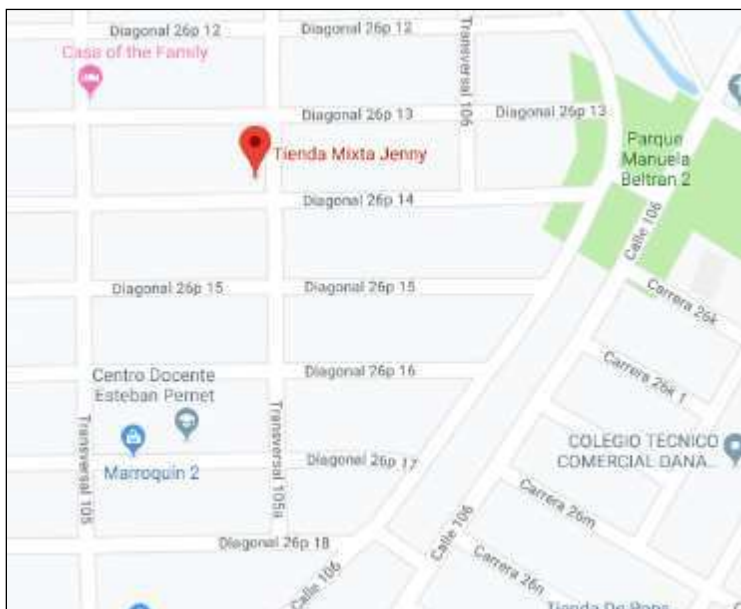 Diagonal 26p 12
Diagonal 26p 12
Casa of the Family
Transversal 106
Diagonal 26p 13
Diagonal 26p 13
Tienda Mixta Jenny
Parque
Manuela
Beltran 2
Diagonal 26p 14
Calle 106
Diagonal 26p 15
Diagonal 26p 15
Carrera 26k
Diagonal 26p 16
Carrera 26k 1
Centro Docente
Esteban Pernet
Transversal 105
Transversal 105a
COLEGIO TECNICO
COMERCIAL DANA...
Marroquin 2
Diagonal 26p 17
Carrera 26m
Diagonal 26p 18
Calle 106
Calle 106
Carrera 26n
Tienda De